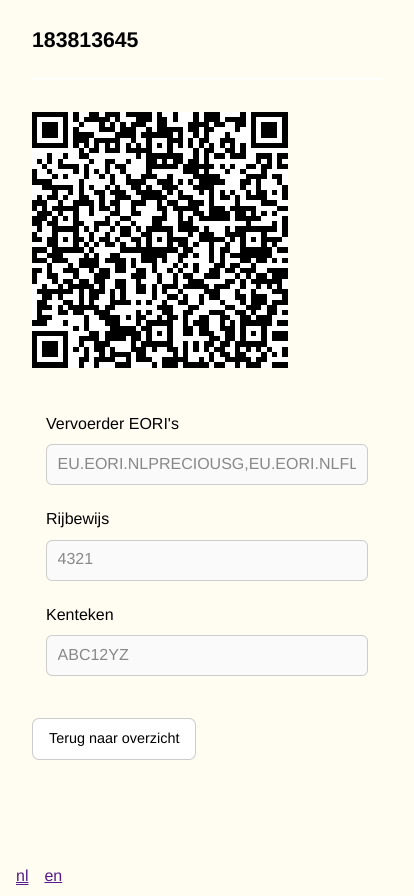 183813645
Vervoerder EORI's
EU.EORI.NLPRECIOUSG,EU.EORI.NLFL
Rijbewijs
4321
Kenteken
ABC12YZ
Terug naar overzicht
nl en